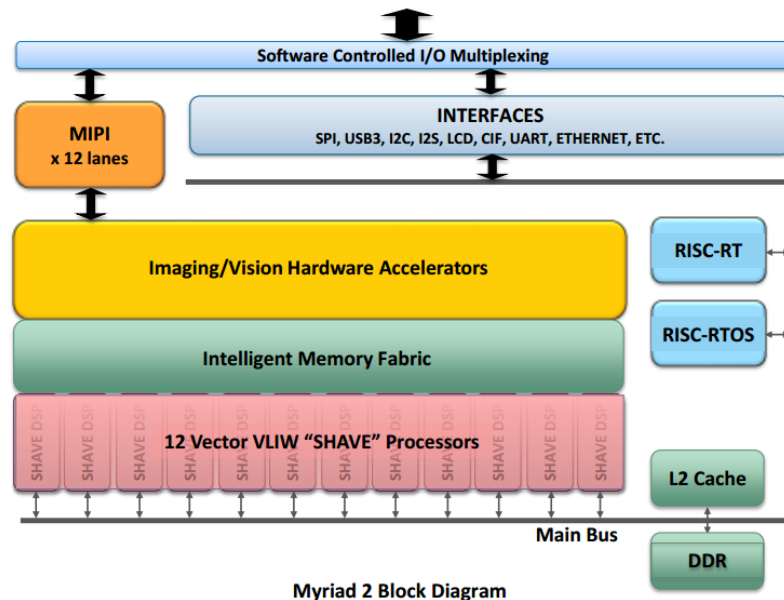 Software Controlled I/O Multiplexing
MIPI
x 12 lanes
INTERFACES
SPI, USB3, I2C, I2S, LCD, CIF, UART, ETHERNET, ETC.
Imaging/Vision Hardware Accelerators
RISC-RT
RISC-RTOS
Intelligent Memory Fabric
SHAVE DSP
SHAVE DSP
SHAVE DSP
SHAVE DSP
SHAVE DSP
SHAVE DSP
SHAVE DSP
SHAVE DSP
SHAVE DSP
SHAVE DSP
SHAVE DSP
SHAVE DSP
12 Vector VLIW “SHAVE” Processors
L2 Cache
Main Bus
DDR
Myriad 2 Block Diagram